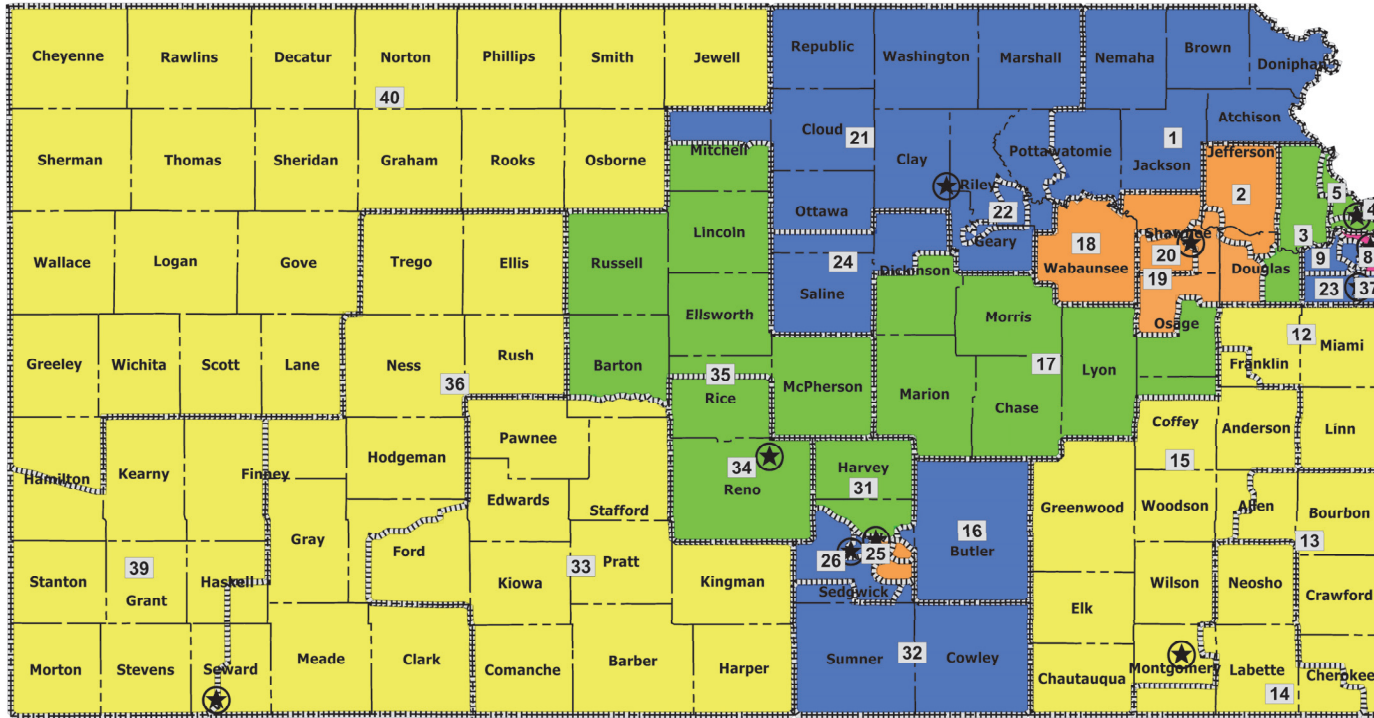 Cheyenne Rawlins Decatur Norton Phillips Smith Jewell Republic Washington Marshall Nemaha Brown Doniphan
40
Sherman Thomas Sheridan Graham Rooks Osborne Mitchell Cloud 21 Clay Riley Pottawatomie 1 Jackson Atchison Jefferson
Ottawa 22 Geary 2 5 4
Wallace Logan Gove Trego Ellis Russell Lincoln 24 Saline Dickinson 18 Wabaunsee Shawnee 20 19 Douglas 3 9 8 23 37
Ellsworth Morris Osage
Greeley Wichita Scott Lane Ness Rush Barton McPherson Marion 17 Lyon Franklin 12 Miami
36 35 Rice Chase
Hamilton Kearny Finney Hodgeman Pawnee 34 Reno Harvey 31 Coffey 15 Anderson Linn
Edwards Stafford Greenwood Woodson Allen Bourbon
Gray Ford 26 25 16 Butler 13
Stanton 39 Grant Haskell Kiowa 33 Pratt Kingman Sedgwick Elk Wilson Neosho Crawford
Morton Stevens Seward Meade Clark Comanche Barber Harper Sumner 32 Cowley Chautauqua Montgomery Labette 14 Cherokee